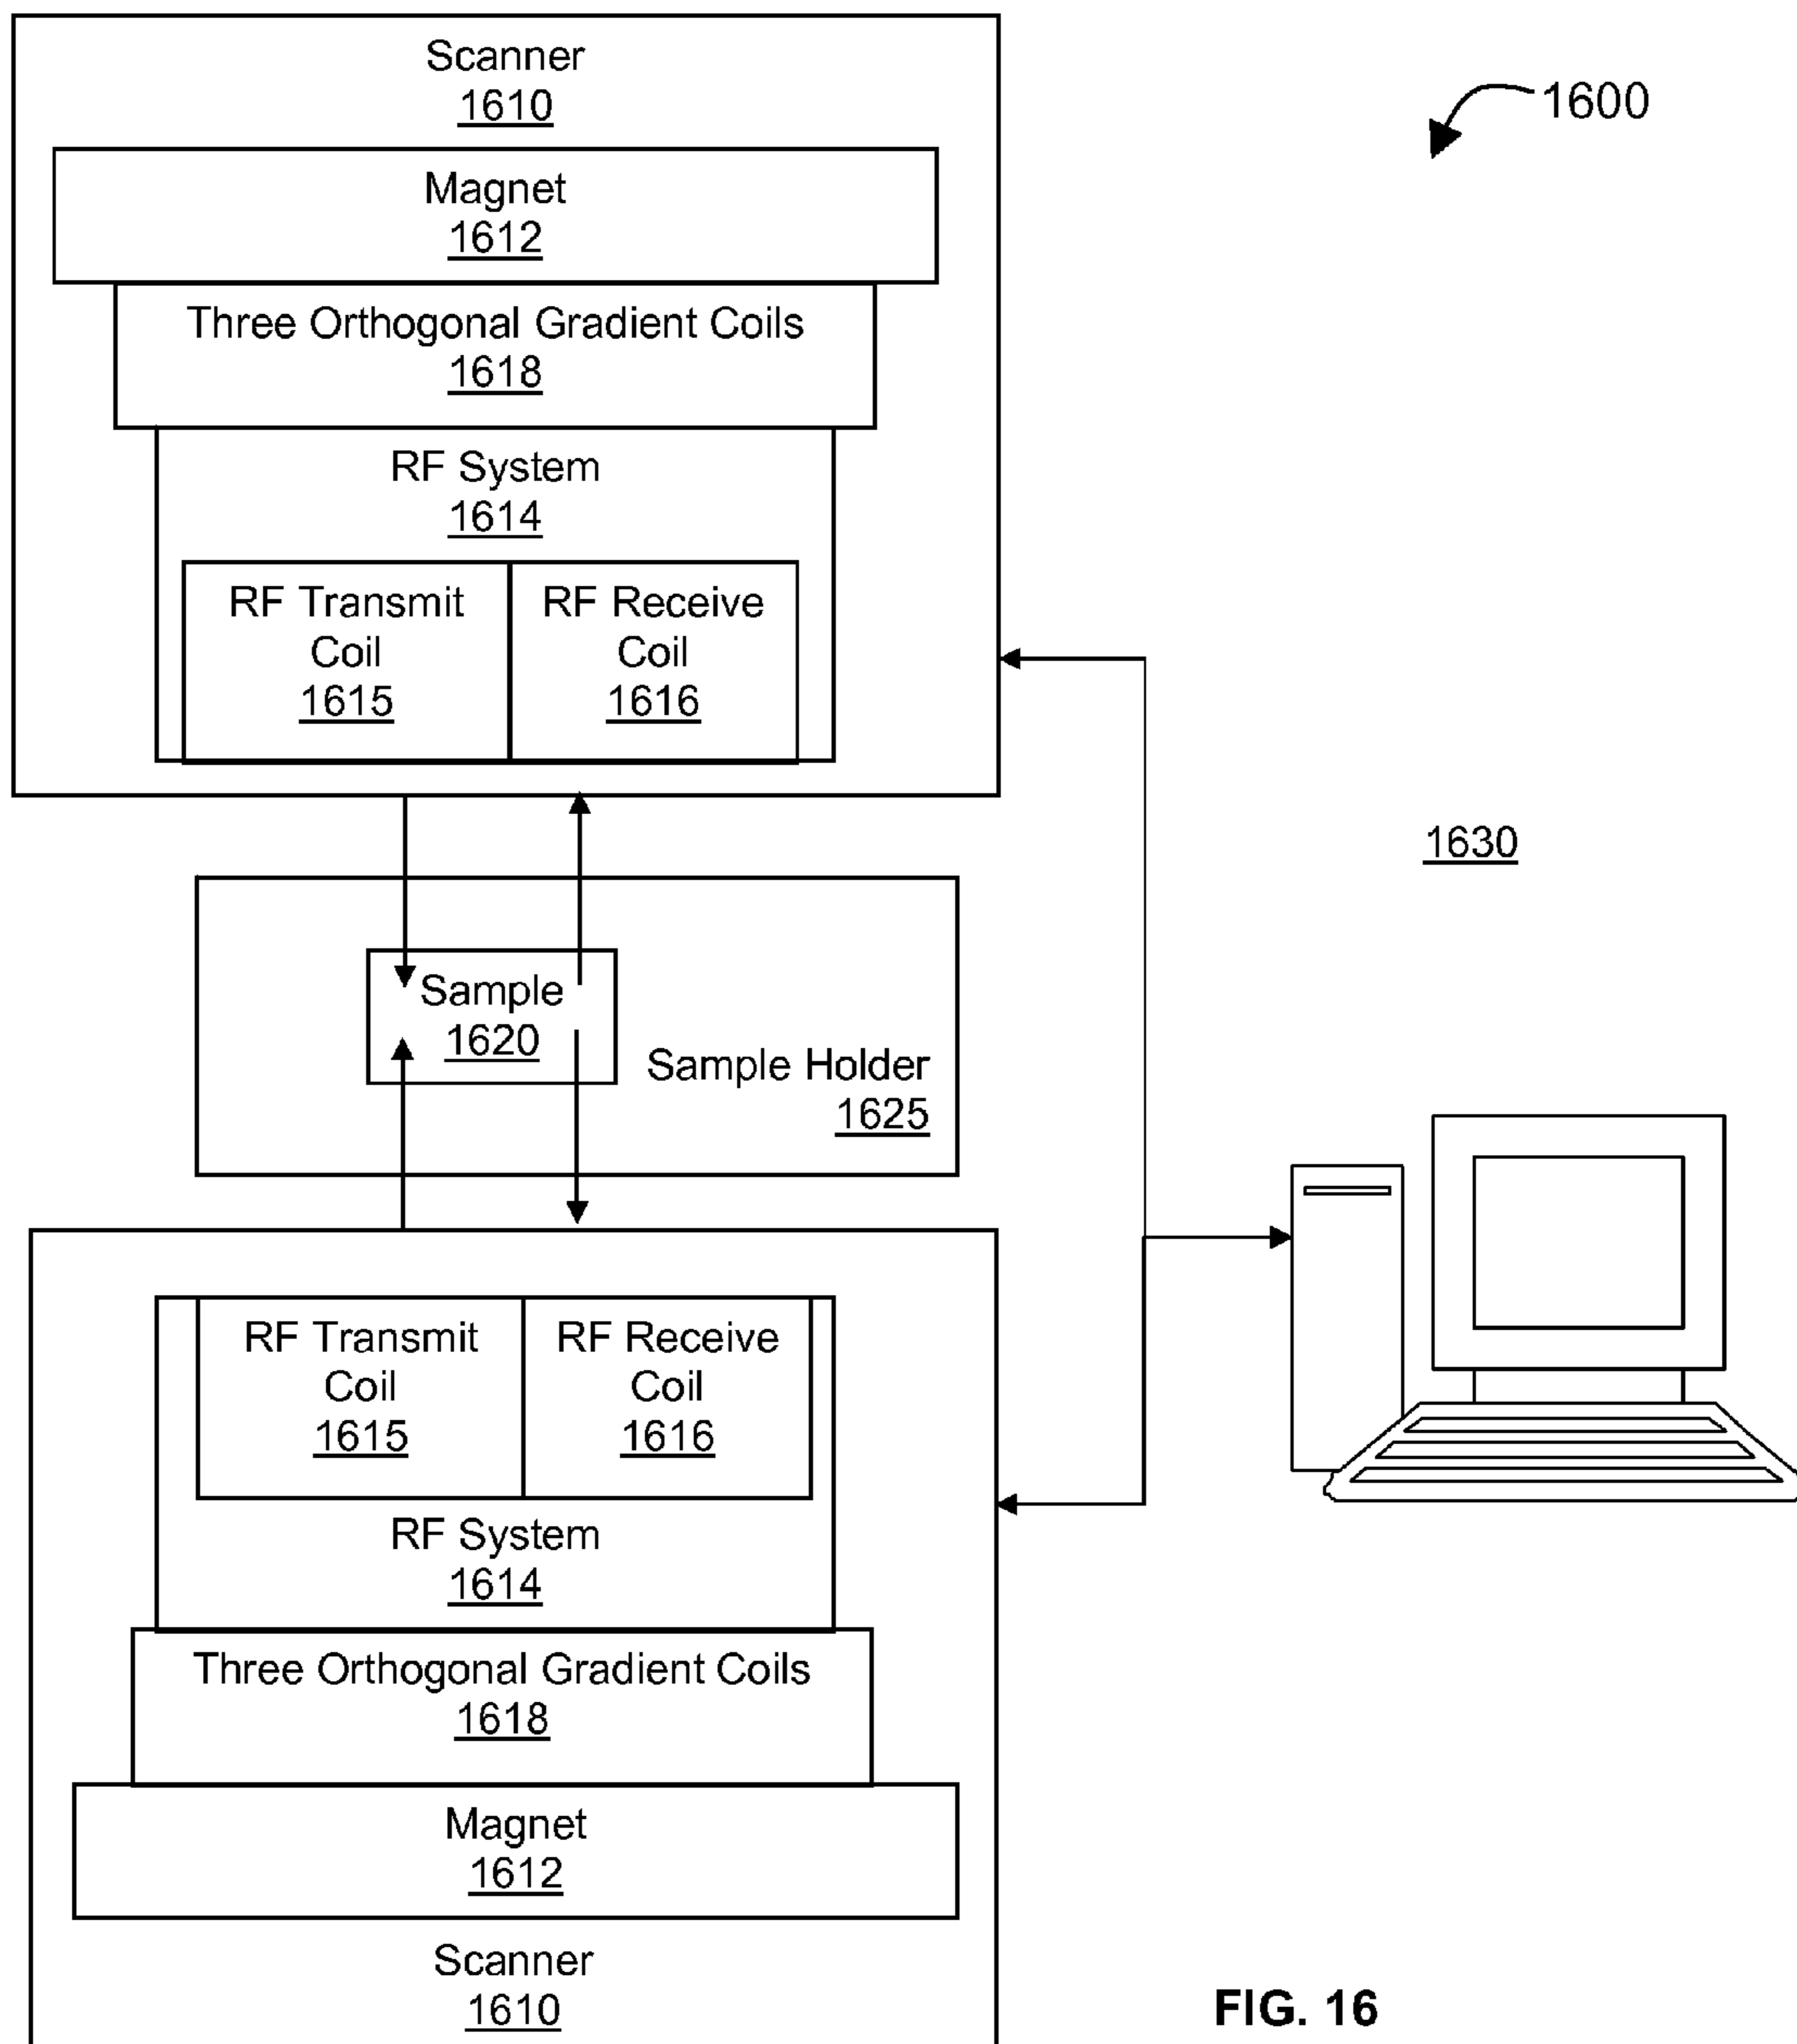 Scanner
1610
1600
Magnet
1612
Three Orthogonal Gradient Coils
1618
RF System
1614
RF Transmit
Coil
1615
RF Receive
Coil
1616
1630
Sample
1620
Sample Holder
1625
RF Transmit
Coil
1615
RF Receive
Coil
1616
RF System
1614
Three Orthogonal Gradient Coils
1618
Magnet
1612
Scanner
1610
FIG. 16